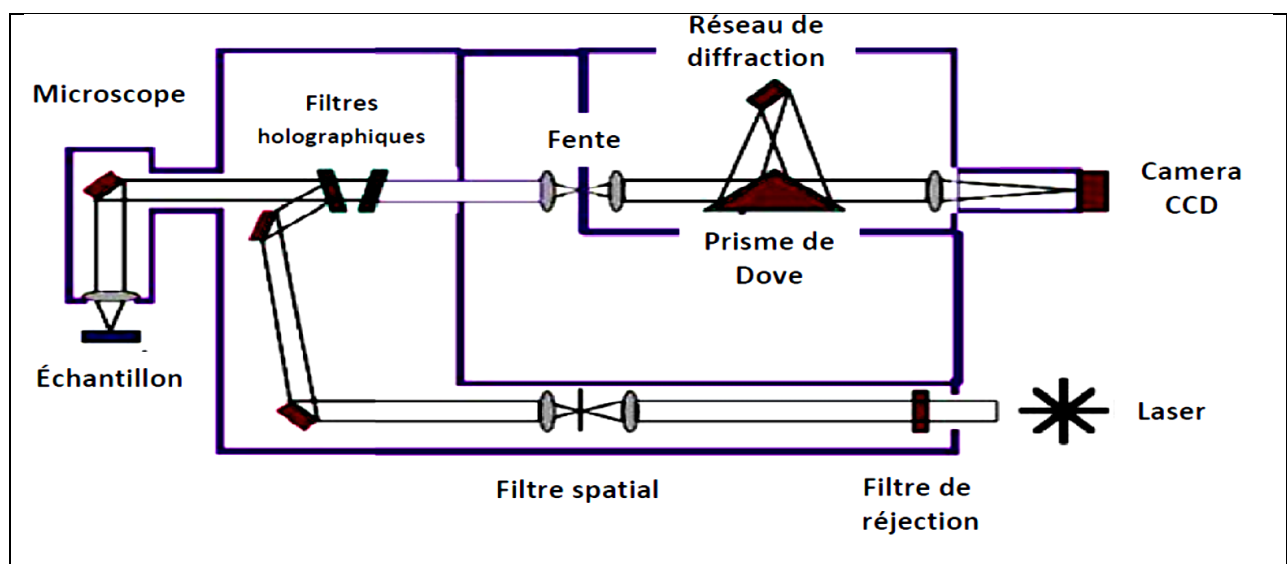 Réseau de
diffraction
Microscope
Filtres
holographiques
Fente
Camera
CCD
Prisme de
Dove
Échantillon
Laser
Filtre spatial
Filtre de
réjection